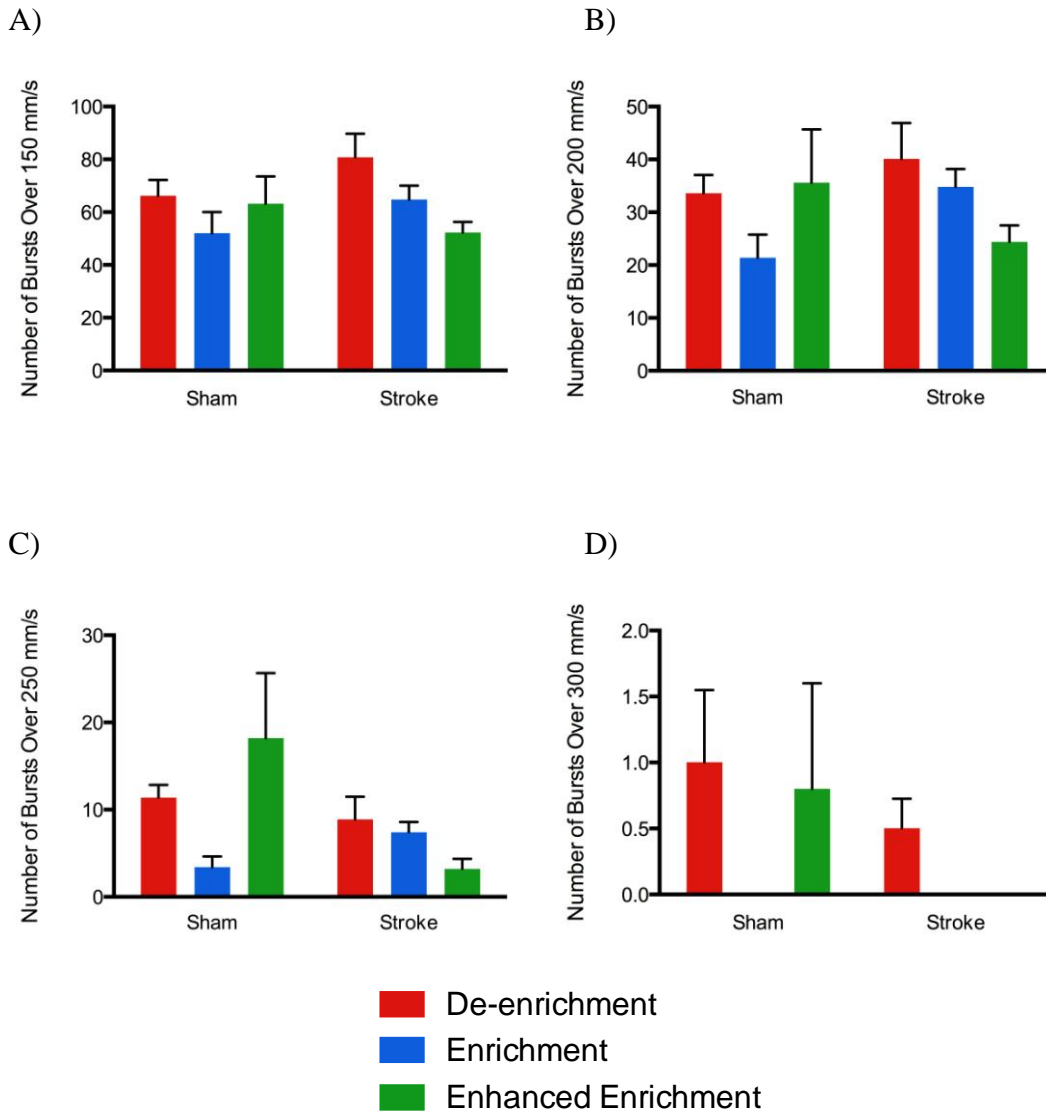 A)
B)
Number of Bursts Over 150 mm/s
100
80
60
40
20
0
Sham
Stroke
Number of Bursts Over 200 mm/s
50
40
30
20
10
0
Sham
Stroke
C)
D)
Number of Bursts Over 250 mm/s
30
20
10
0
Sham
Stroke
Number of Bursts Over 300 mm/s
2.0
1.5
1.0
0.5
0.0
Sham
Stroke
De-enrichment
Enrichment
Enhanced Enrichment